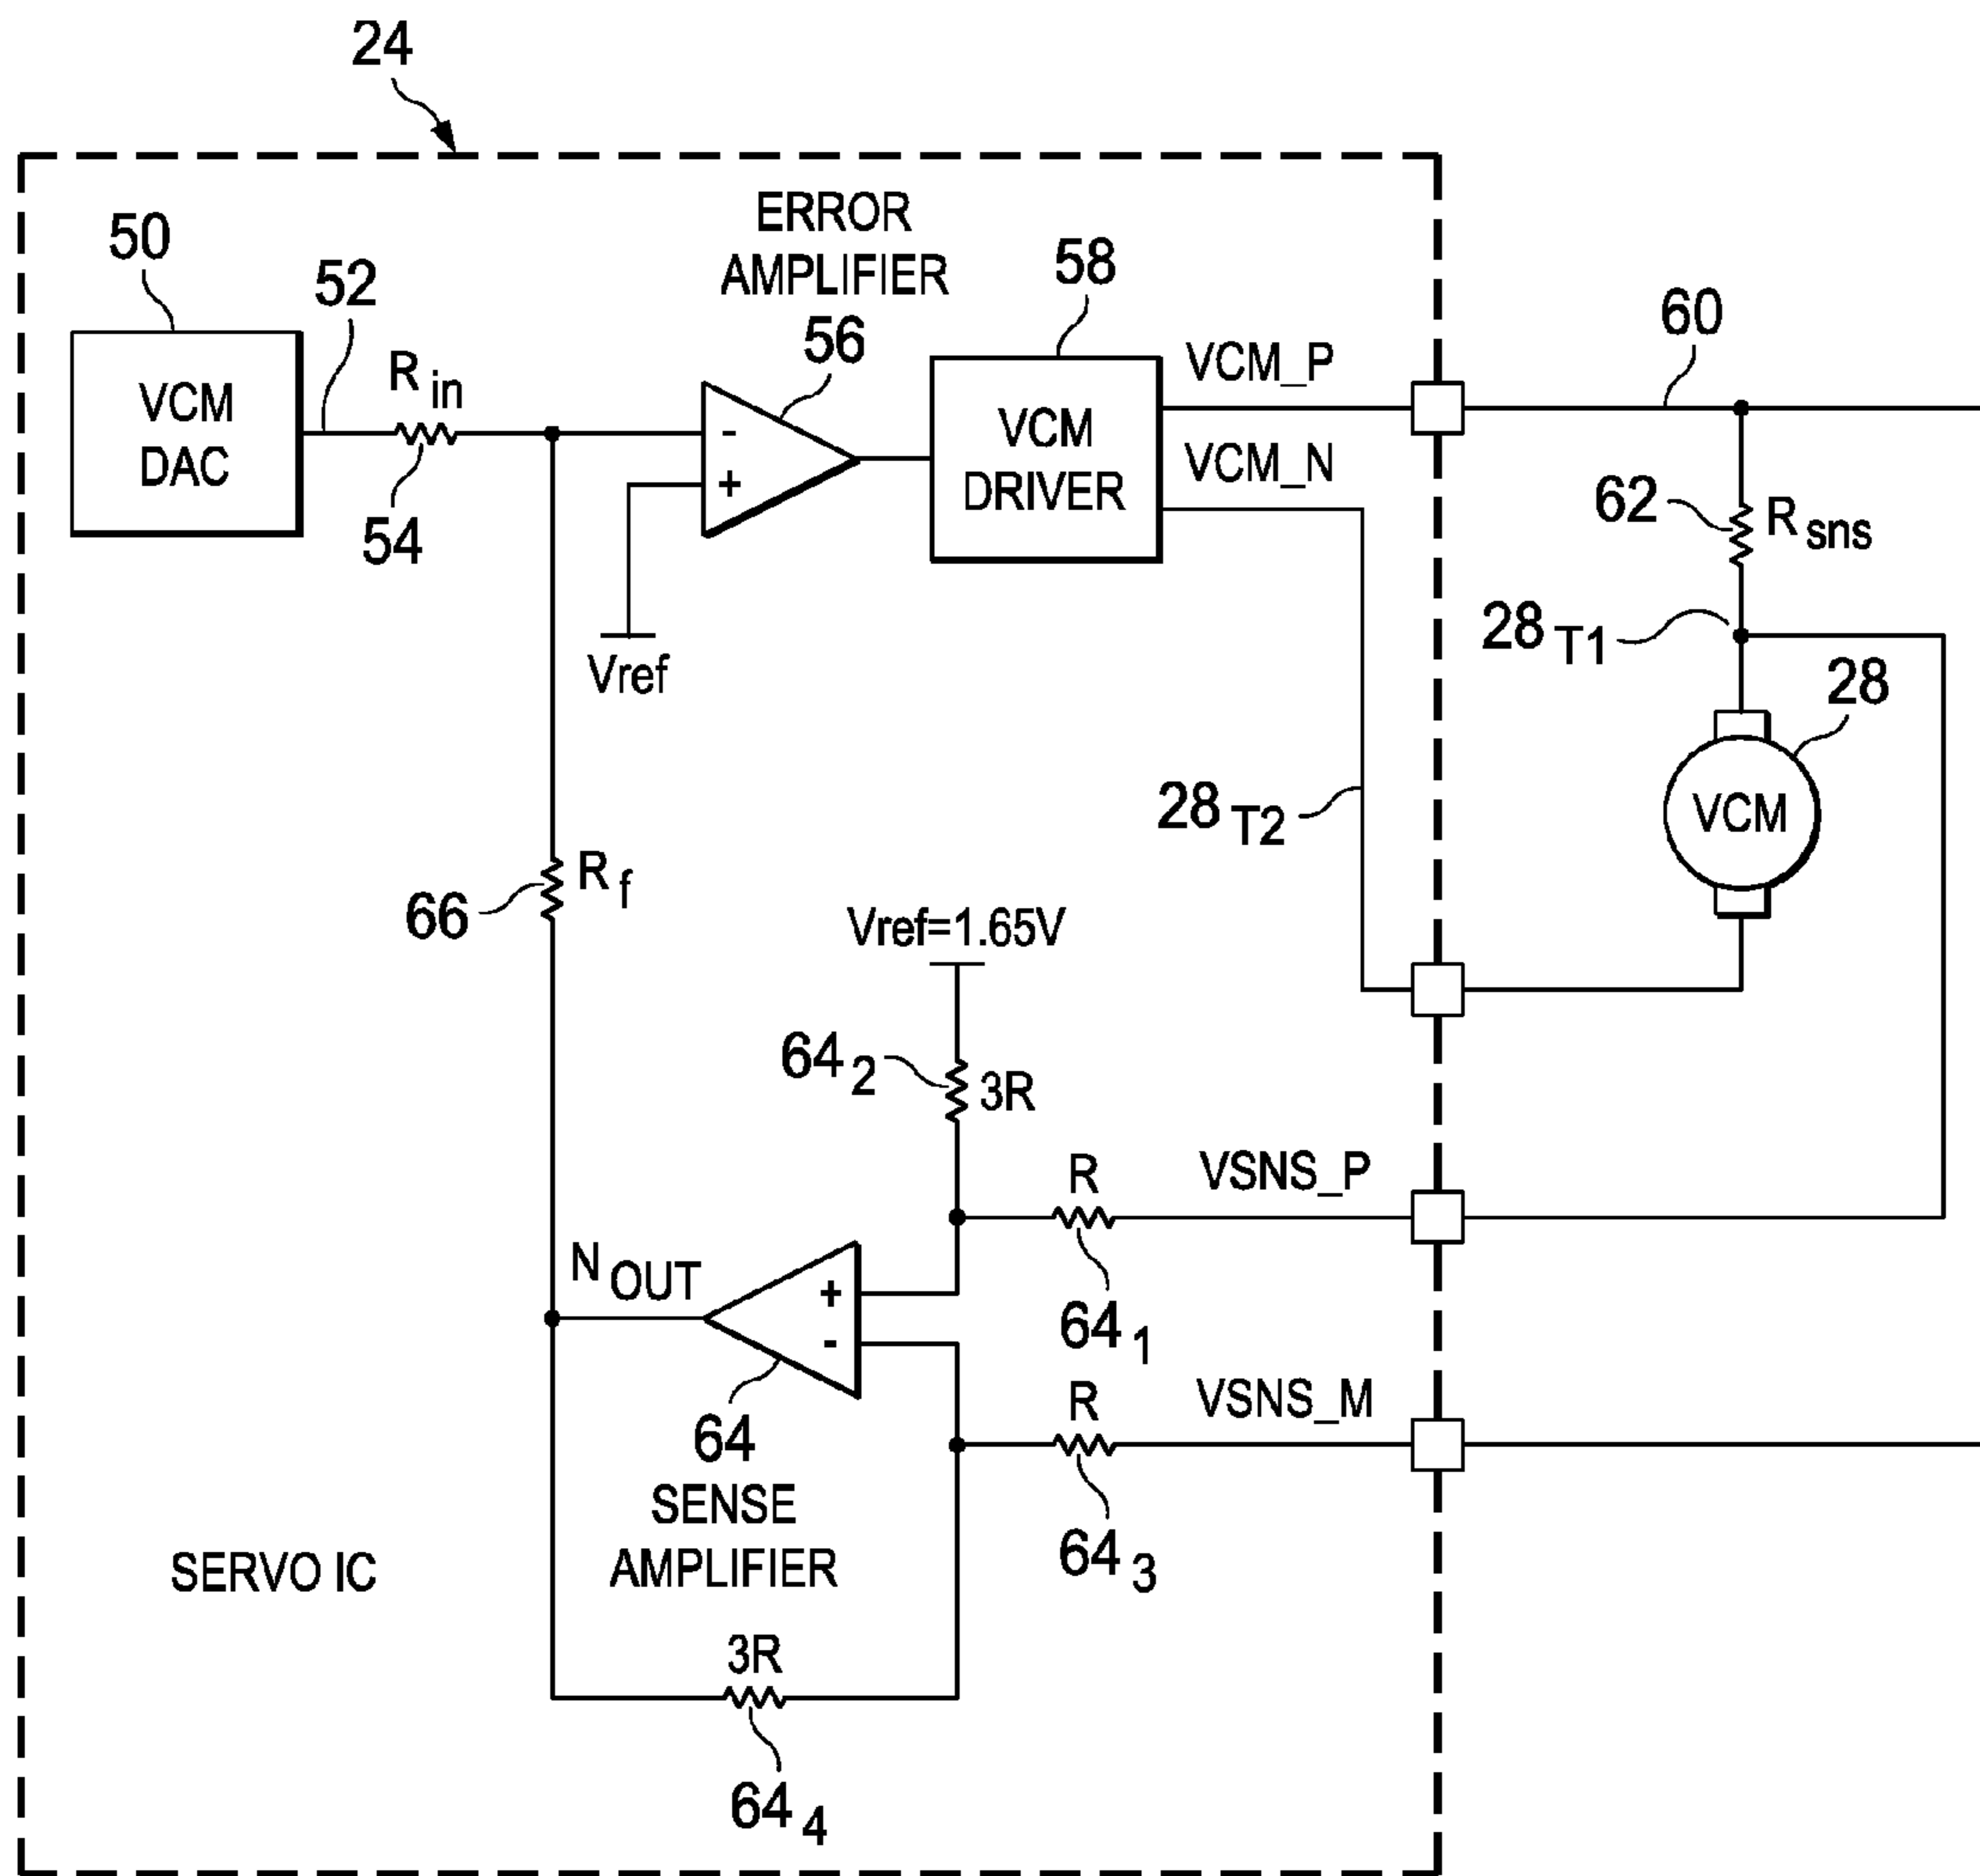 24
50
52
R in
54
ERROR
AMPLIFIER
56
58
VCM
DAC
-
+
Vref
VCM
DRIVER
VCM_P
VCM_N
60
62
R sns
28 T1
28
VCM
28 T2
66
R f
Vref=1.65V
64 2
3R
R
VSNS_P
64 1
N OUT
+
-
64
SENSE
AMPLIFIER
R
VSNS_M
64 3
SERVO IC
3R
64 4